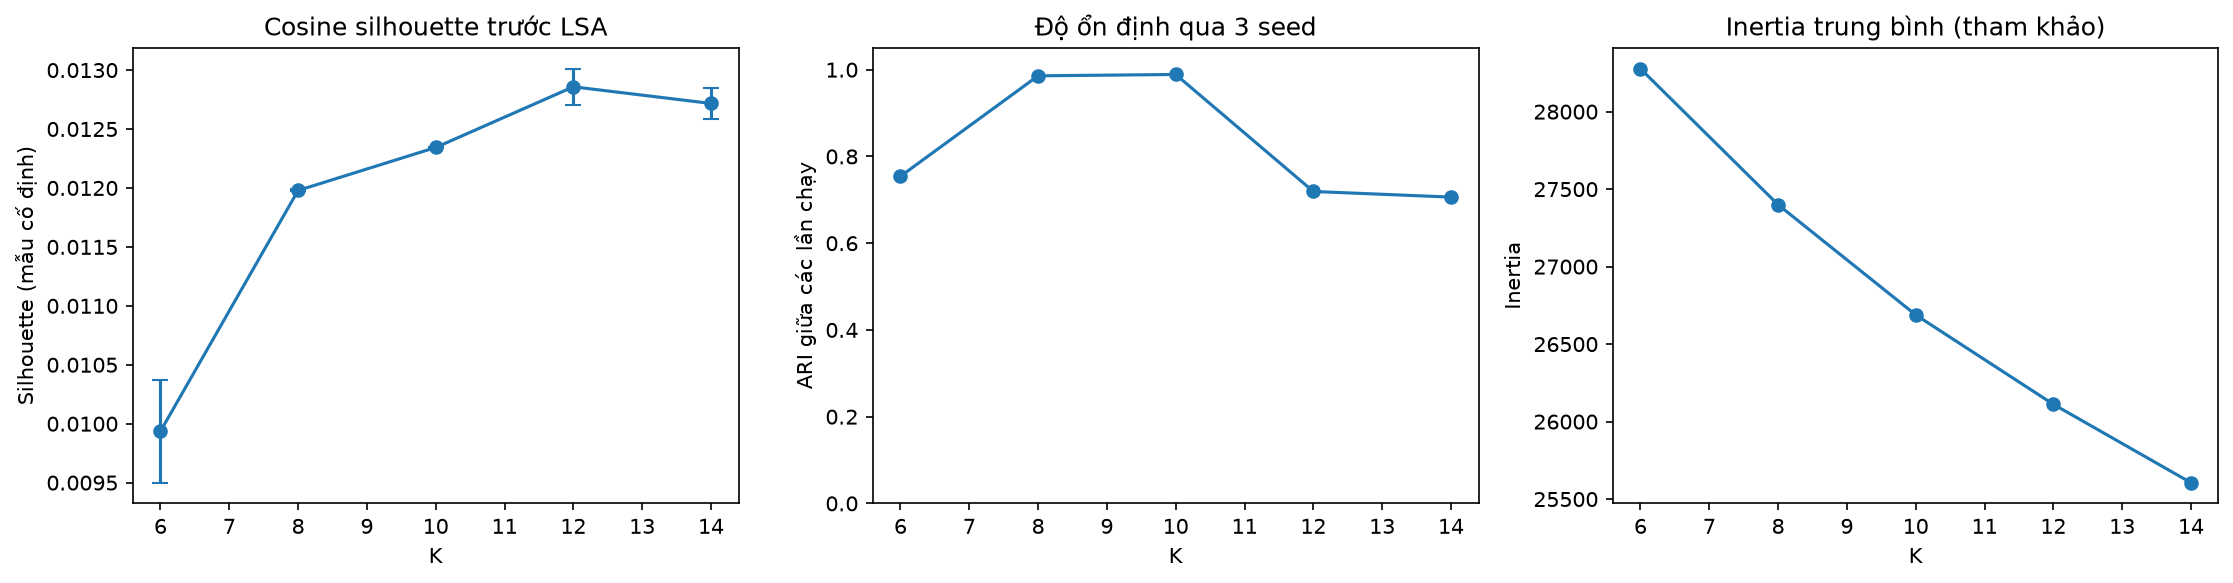 Cosine silhouette trước LSA
Silhouette (mẫu cố định)
0.0130
0.0125
0.0120
0.0115
0.0110
0.0105
0.0100
0.0095
6 7 8 9 10 11 12 13 14
K
Độ ổn định qua 3 seed
ARI giữa các lần chạy
1.0
0.8
0.6
0.4
0.2
0.0
6 7 8 9 10 11 12 13 14
K
Inertia trung bình (tham khảo)
Inertia
28000
27500
27000
26500
26000
25500
6 7 8 9 10 11 12 13 14
K